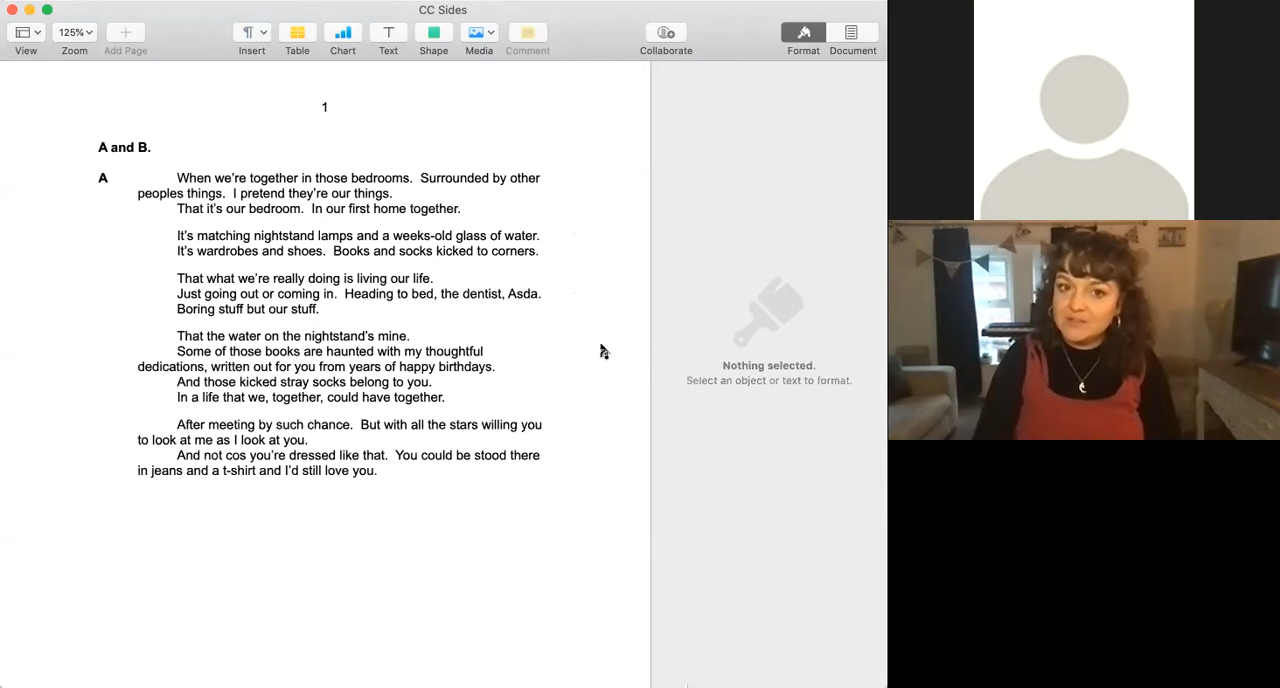 CC Sides
125%
View
Zoom
Add Page
Insert
Table
Chart
Text
Shape
Media
Comment
Collaborate
Format
Document
1
A and B.
A When we’re together in those bedrooms.  Surrounded by other
peoples things.  I pretend they’re our things.
That it’s our bedroom.  In our first home together.
It’s matching nightstand lamps and a weeks-old glass of water.
It’s wardrobes and shoes.  Books and socks kicked to corners.
That what we’re really doing is living our life.
Just going out or coming in.  Heading to bed, the dentist, Asda.
Boring stuff but our stuff.
That the water on the nightstand’s mine.
Some of those books are haunted with my thoughtful
dedications, written out for you from years of happy birthdays.
And those kicked stray socks belong to you.
In a life that we, together, could have together.
After meeting by such chance.  But with all the stars willing you
to look at me as I look at you.
And not cos you’re dressed like that.  You could be stood there
in jeans and a t-shirt and I’d still love you.
Nothing selected.
Select an object or text to format.